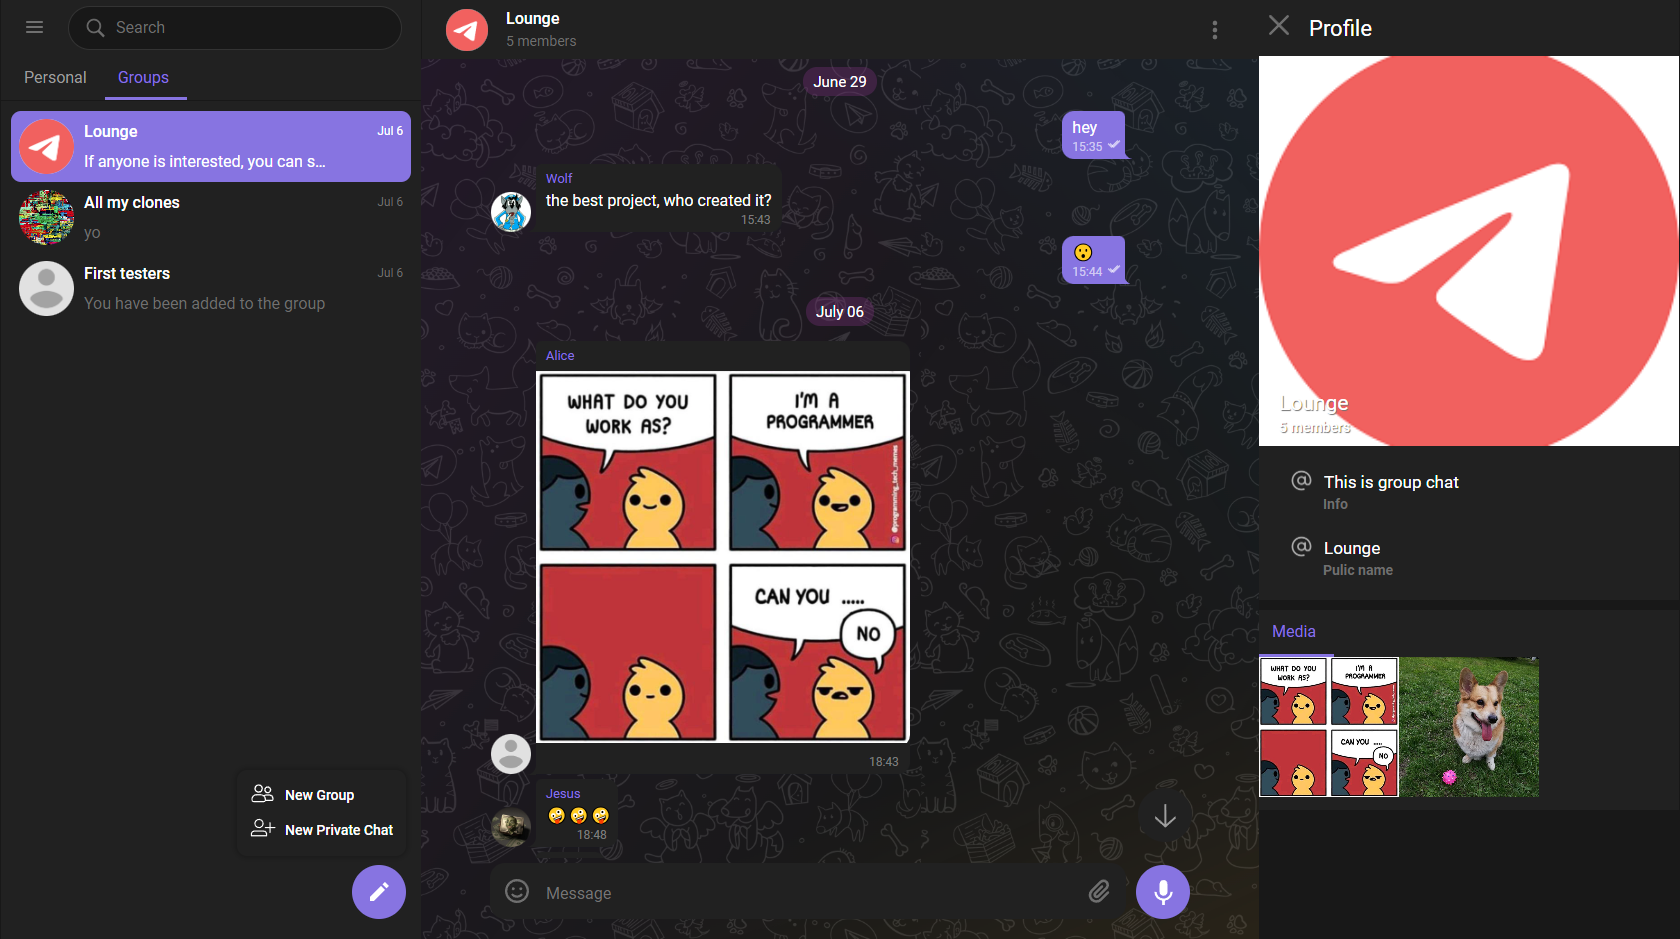 Search
Personal
Groups
Lounge
Jul 6
If anyone is interested, you can s...
All my clones
Jul 6
yo
First testers
Jul 6
You have been added to the group
New Group
New Private Chat
Lounge
5 members
June 29
hey
15:35
Wolf
the best project, who created it?
15:43
15:44
July 06
Alice
WHAT DO YOU
WORK AS?
I'M A
PROGRAMMER
@programming_tech_memes
CAN YOU .....
NO
18:43
Jesus
18:48
Message
Profile
Lounge
5 members
This is group chat
Info
Lounge
Pulic name
Media
WHAT DO YOU
WORK AS?
I'M A
PROGRAMMER
CAN YOU .....
NO